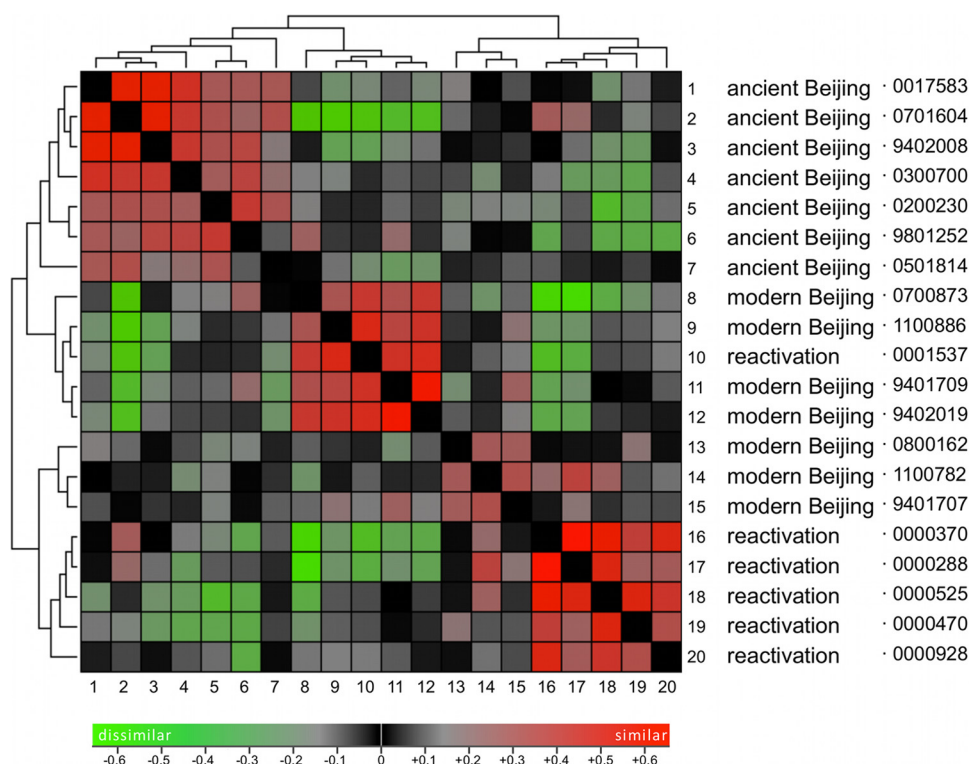 1 ancient Beijing · 0017583
2 ancient Beijing · 0701604
3 ancient Beijing · 9402008
4 ancient Beijing · 0300700
5 ancient Beijing · 0200230
6 ancient Beijing · 9801252
7 ancient Beijing · 0501814
8 modern Beijing · 0700873
9 modern Beijing · 1100886
10 reactivation · 0001537
11 modern Beijing · 9401709
12 modern Beijing · 9402019
13 modern Beijing · 0800162
14 modern Beijing · 1100782
15 modern Beijing · 9401707
16 reactivation · 0000370
17 reactivation · 0000288
18 reactivation · 0000525
19 reactivation · 0000470
20 reactivation · 0000928
1 2 3 4 5 6 7 8 9 10 11 12 13 14 15 16 17 18 19 20
dissimilar similar
-0.6 -0.5 -0.4 -0.3 -0.2 -0.1 0 +0.1 +0.2 +0.3 +0.4 +0.5 +0.6